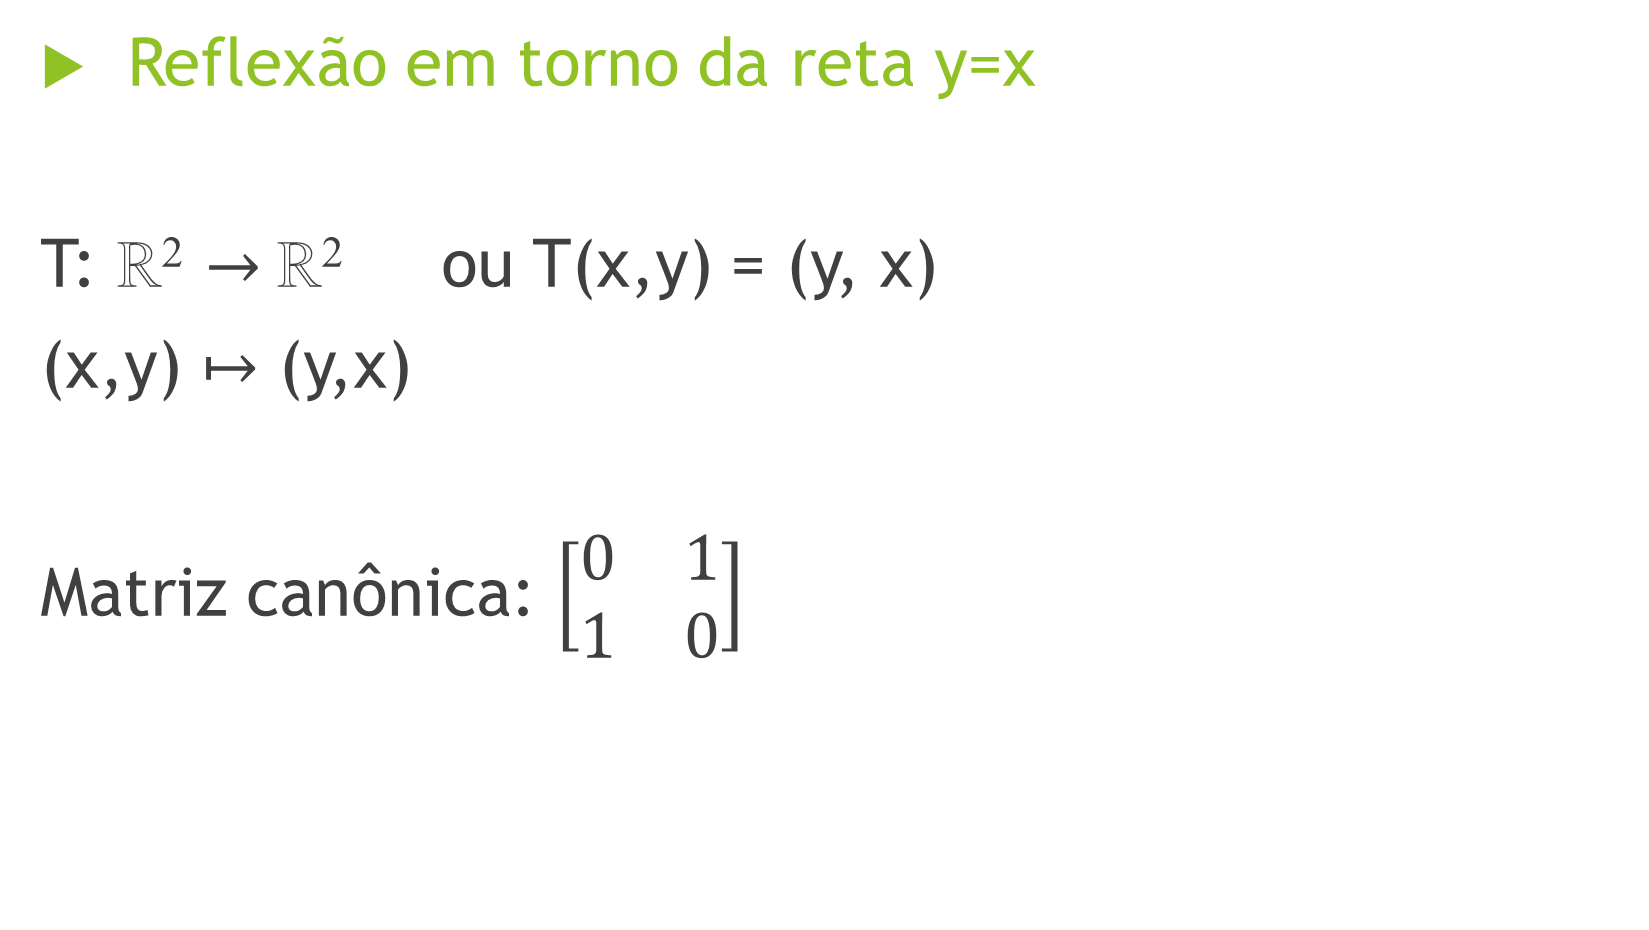 ▶ Reflexão em torno da reta y=x
T: ℝ² → ℝ² ou T(x,y) = (y, x)
(x,y) ↦ (y,x)
Matriz canônica: [0 1
1 0]